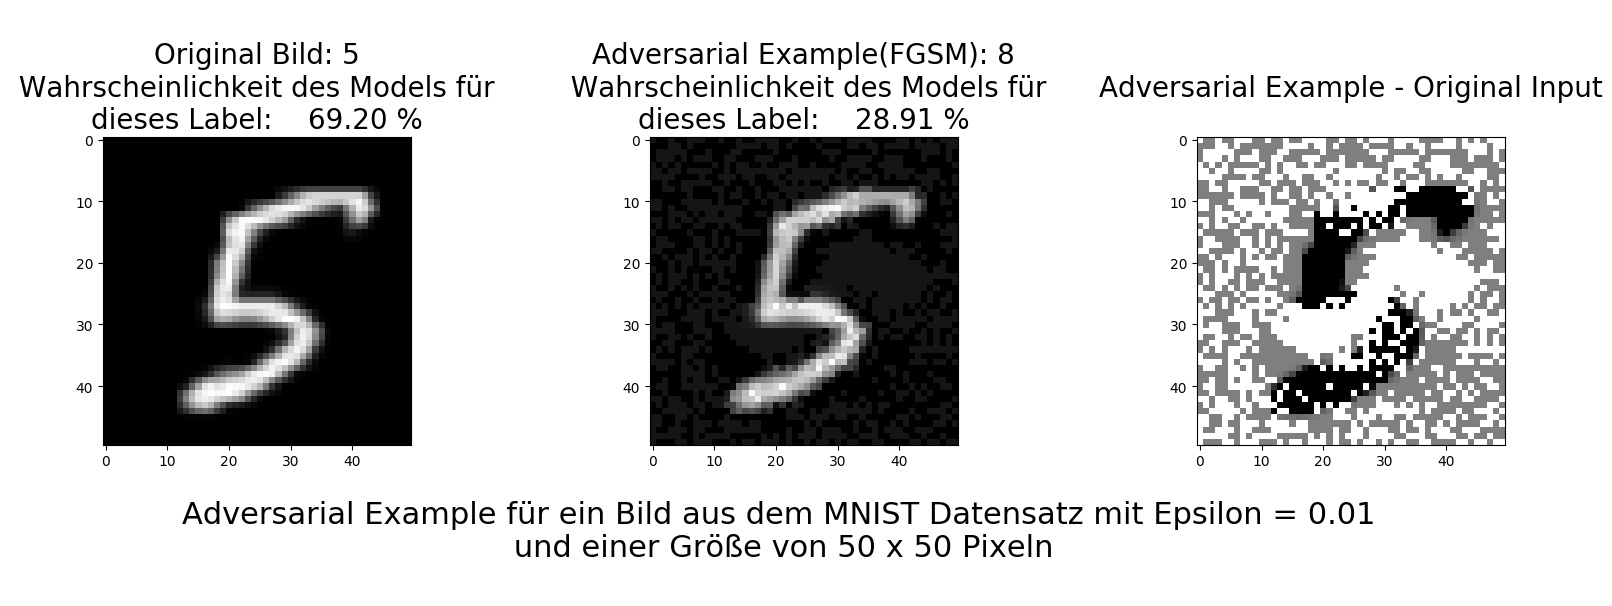 Original Bild: 5
Wahrscheinlichkeit des Models für
dieses Label: 69.20 %
Adversarial Example(FGSM): 8
Wahrscheinlichkeit des Models für
dieses Label: 28.91 %
Adversarial Example - Original Input
0
10
20
30
40
0 10 20 30 40
0
10
20
30
40
0 10 20 30 40
0
10
20
30
40
0 10 20 30 40
5
5
Adversarial Example für ein Bild aus dem MNIST Datensatz mit Epsilon = 0.01
und einer Größe von 50 x 50 Pixeln